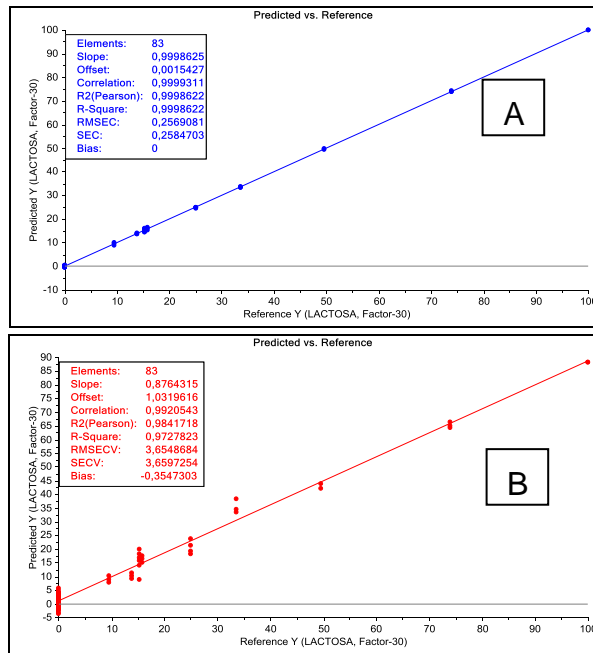 Predicted vs. Reference
100
90
80
70
60
50
40
30
20
10
0
-10
Predicted Y (LACTOSA, Factor-30)
Elements: 83
Slope: 0,9998625
Offset: 0,0015427
Correlation: 0,9999311
R2(Pearson): 0,9998622
R-Square: 0,9998622
RMSEC: 0,2569081
SEC: 0,2584703
Bias: 0
A
0 10 20 30 40 50 60 70 80 90 100
Reference Y (LACTOSA, Factor-30)
Predicted vs. Reference
90
85
80
75
70
65
60
55
50
45
40
35
30
25
20
15
10
5
0
-5
Predicted Y (LACTOSA, Factor-30)
Elements: 83
Slope: 0,8764315
Offset: 1,0319616
Correlation: 0,9920543
R2(Pearson): 0,9841718
R-Square: 0,9727823
RMSECV: 3,6548684
SECV: 3,6597254
Bias: -0,3547303
B
0 10 20 30 40 50 60 70 80 90 100
Reference Y (LACTOSA, Factor-30)